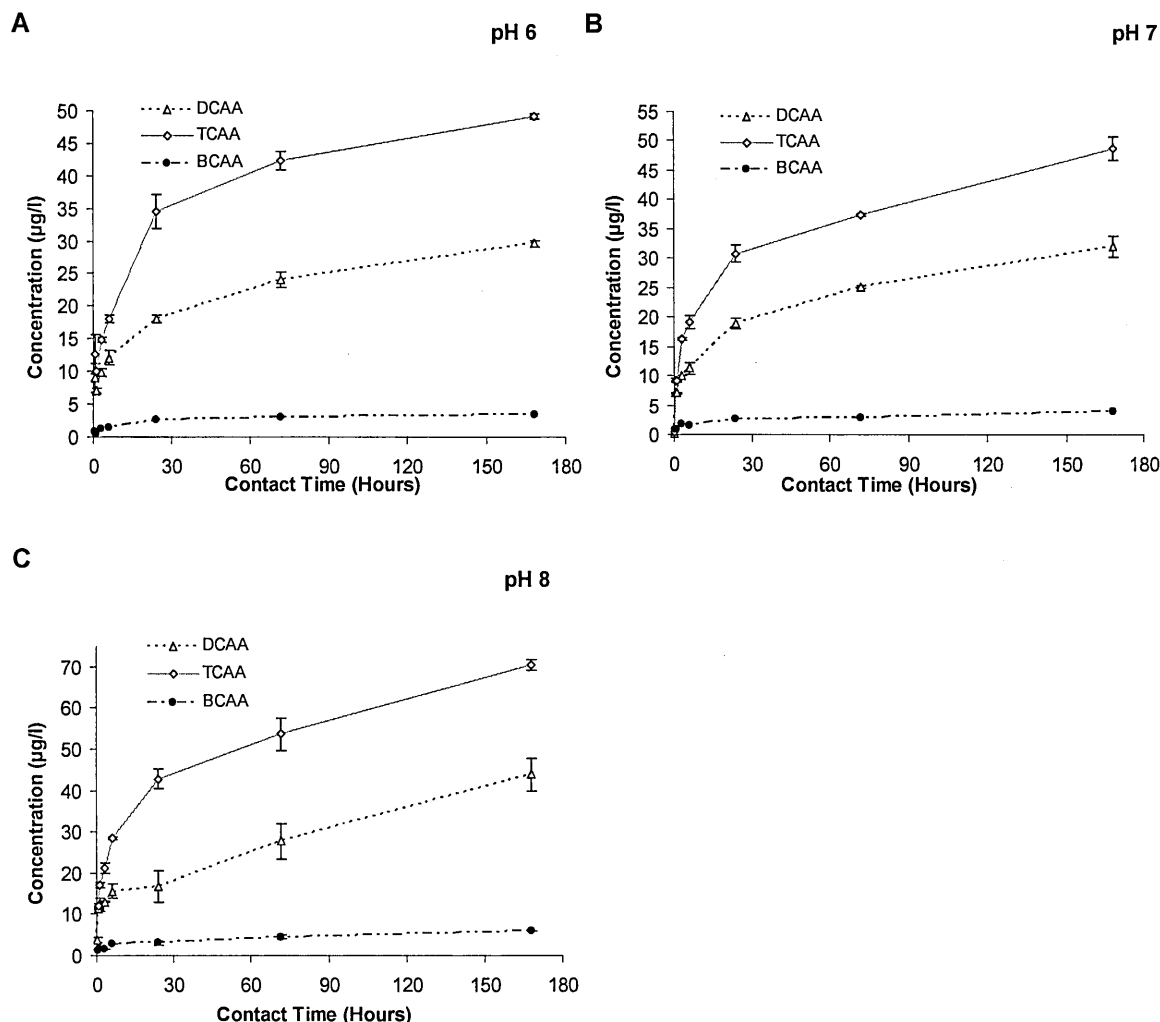 A
pH 6
DCAA
TCAA
BCAA
Concentration (µg/l)
50
45
40
35
30
25
20
15
10
5
0
0 30 60 90 120 150 180
Contact Time (Hours)
B
pH 7
DCAA
TCAA
BCAA
Concentration (µg/l)
55
50
45
40
35
30
25
20
15
10
5
0
0 30 60 90 120 150 180
Contact Time (Hours)
C
pH 8
DCAA
TCAA
BCAA
Concentration (µg/l)
70
60
50
40
30
20
10
0
0 30 60 90 120 150 180
Contact Time (Hours)